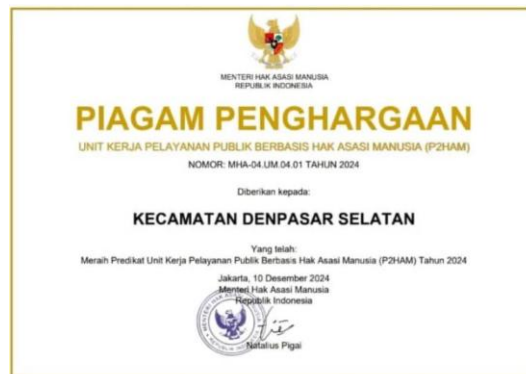 MENTERI HAK ASASI MANUSIA
REPUBLIK INDONESIA
PIAGAM PENGHARGAAN
UNIT KERJA PELAYANAN PUBLIK BERBASIS HAK ASASI MANUSIA (P2HAM)
NOMOR: MHA-04.UM.04.01 TAHUN 2024
Diberikan kepada:
KECAMATAN DENPASAR SELATAN
Yang telah:
Meraih Predikat Unit Kerja Pelayanan Publik Berbasis Hak Asasi Manusia (P2HAM) Tahun 2024
Jakarta, 10 Desember 2024
Menteri Hak Asasi Manusia
Republik Indonesia
Natalius Pigai